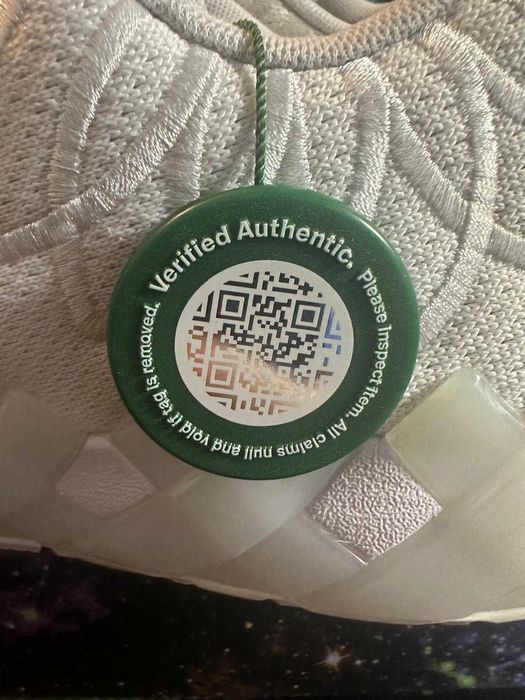 Verified Authentic.
Please inspect item. All claims null and void if tag is removed.